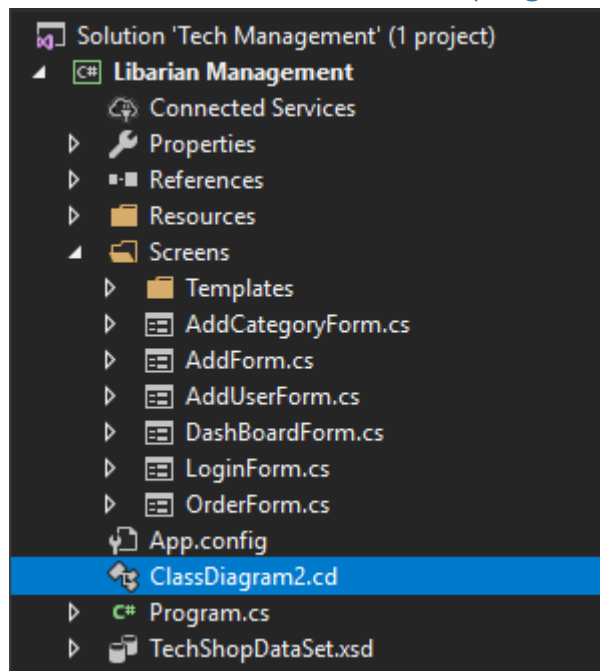 Solution 'Tech Management' (1 project)
C# Libarian Management
Connected Services
Properties
References
Resources
Screens
Templates
AddCategoryForm.cs
AddForm.cs
AddUserForm.cs
DashBoardForm.cs
LoginForm.cs
OrderForm.cs
App.config
ClassDiagram2.cd
C# Program.cs
TechShopDataSet.xsd